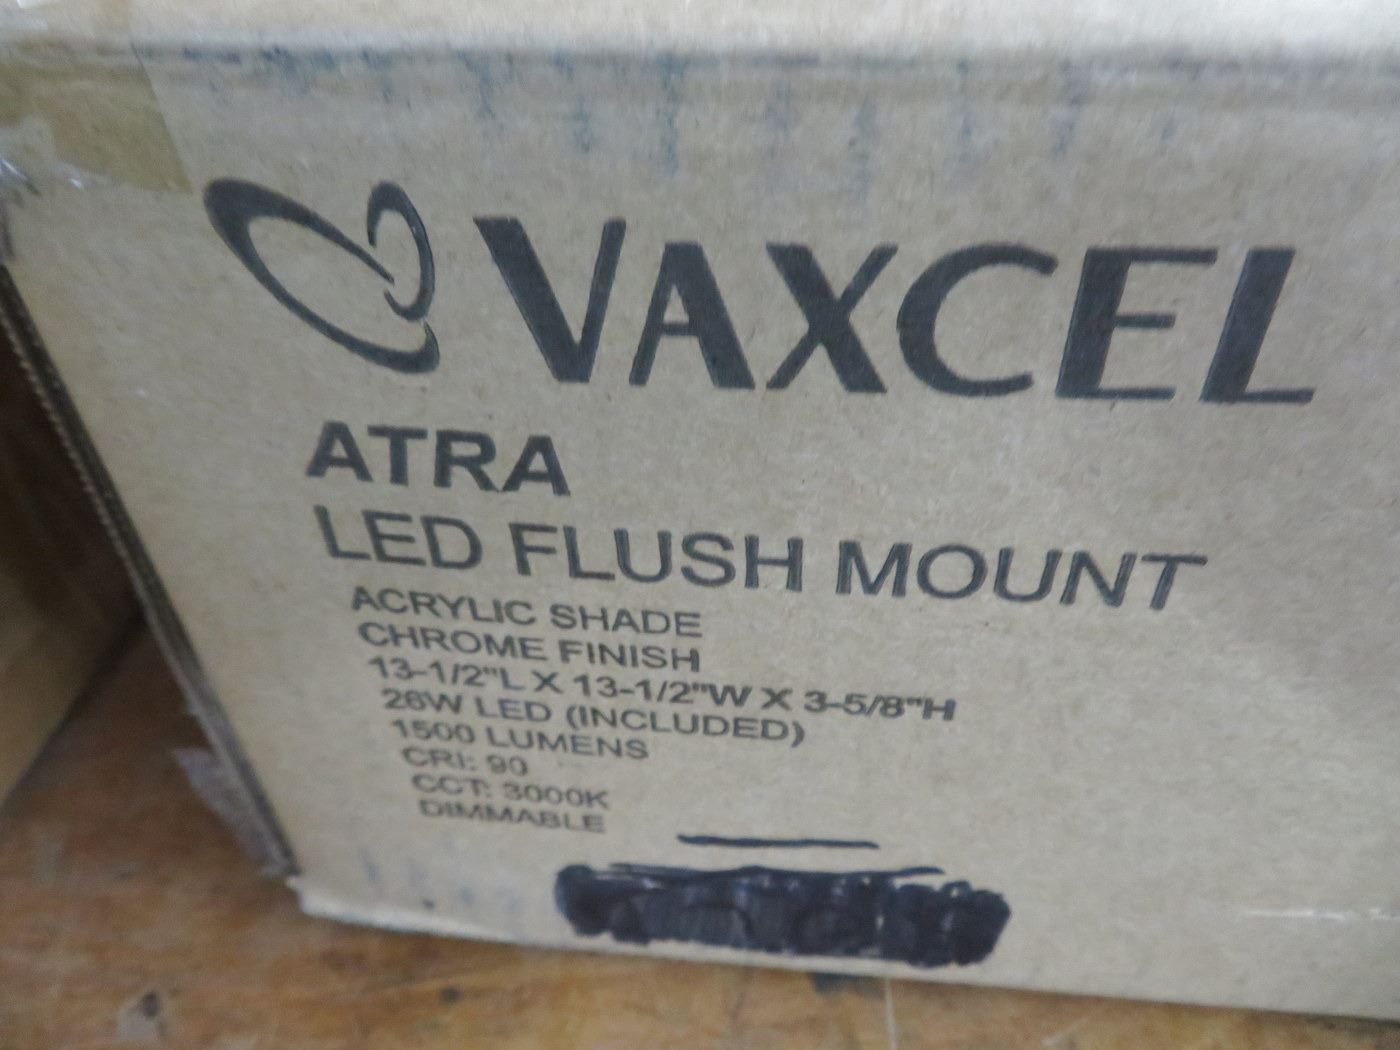 VAXCEL
ATRA
LED FLUSH MOUNT
ACRYLIC SHADE
CHROME FINISH
13-1/2"L X 13-1/2"W X 3-5/8"H
26W LED (INCLUDED)
1500 LUMENS
CRI: 90
CCT: 3000K
DIMMABLE